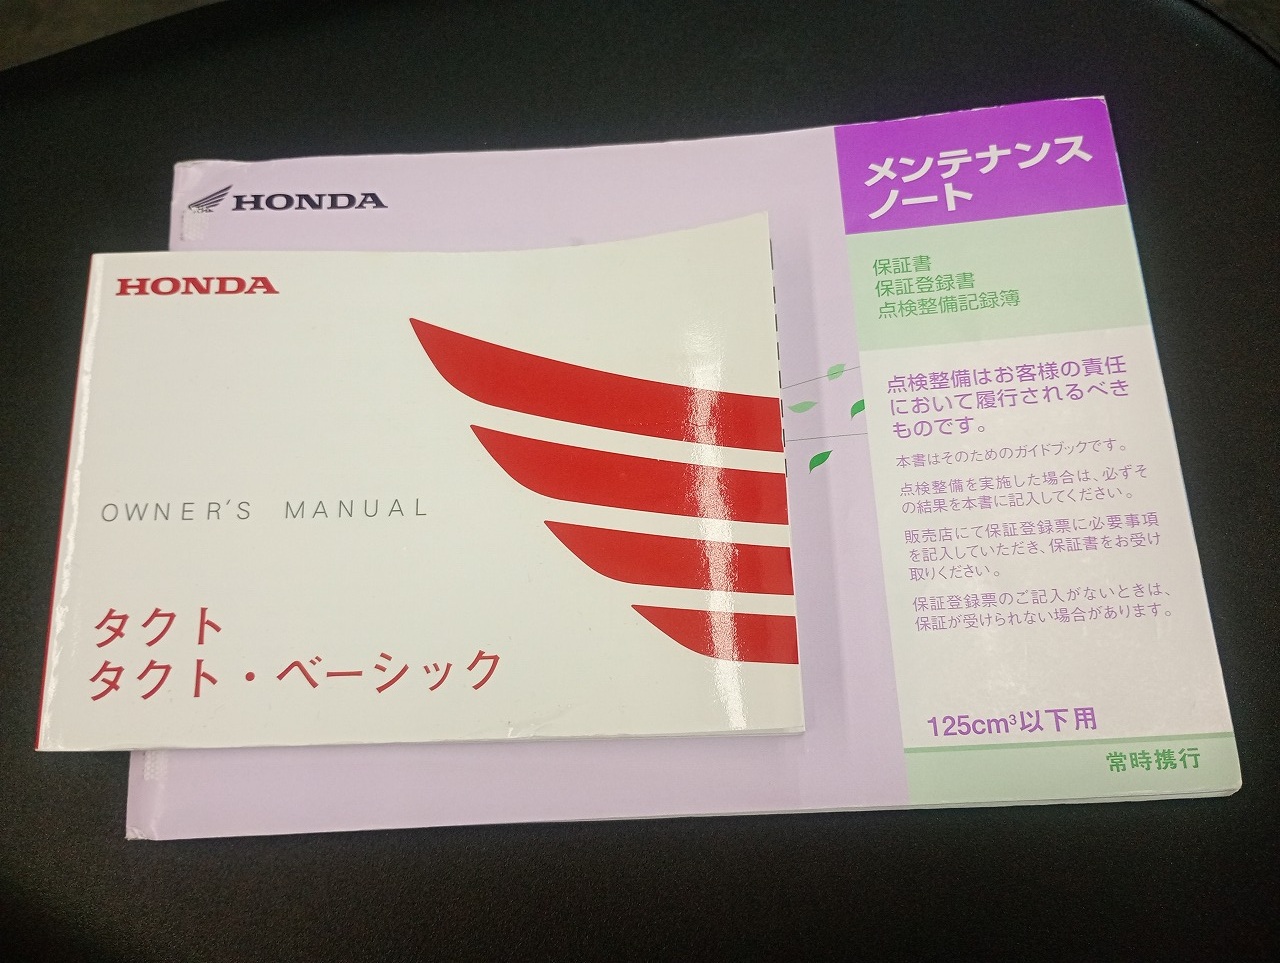 HONDA
メンテナンス
ノート
保証書
保証登録書
点検整備記録簿
点検整備はお客様の責任
において履行されるべき
ものです。
本書はそのためのガイドブックです。
点検整備を実施した場合は、必ずそ
の結果を本書に記入してください。
販売店にて保証登録票に必要事項
を記入していただき、保証書をお受け
取りください。
保証登録票のご記入がないときは、
保証が受けられない場合があります。
125cm³以下用
常時携行
HONDA
OWNER'S MANUAL
タクト
タクト・ベーシック